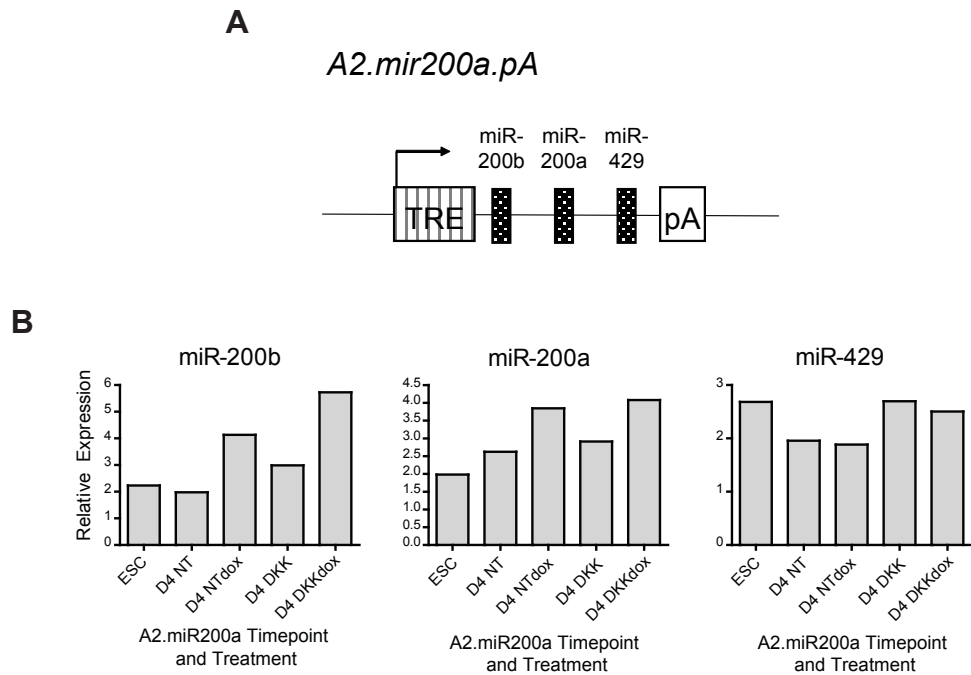 A
A2.mir200a.pA
miR-
200b
miR-
200a
miR-
429
TRE
pA
B
miR-200b
Relative Expression
6
5
4
3
2
1
0
ESC
D4 NT
D4 NTdox
D4 DKK
D4 DKKdox
A2.miR200a Timepoint
and Treatment
miR-200a
4.5
4.0
3.5
3.0
2.5
2.0
1.5
1.0
0.5
0.0
ESC
D4 NT
D4 NTdox
D4 DKK
D4 DKKdox
A2.miR200a Timepoint
and Treatment
miR-429
3
2
1
0
ESC
D4 NT
D4 NTdox
D4 DKK
D4 DKKdox
A2.miR200a Timepoint
and Treatment